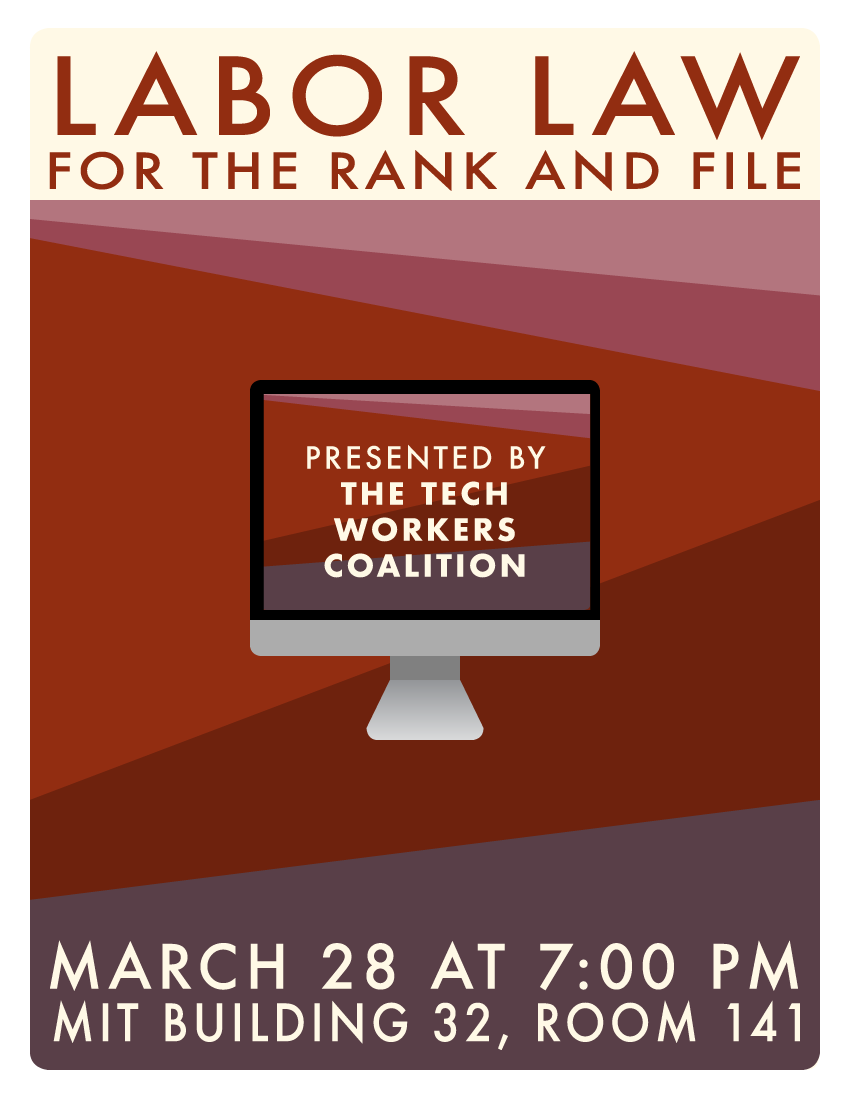 LABOR LAW
FOR THE RANK AND FILE
PRESENTED BY
THE TECH
WORKERS
COALITION
MARCH 28 AT 7:00 PM
MIT BUILDING 32, ROOM 141